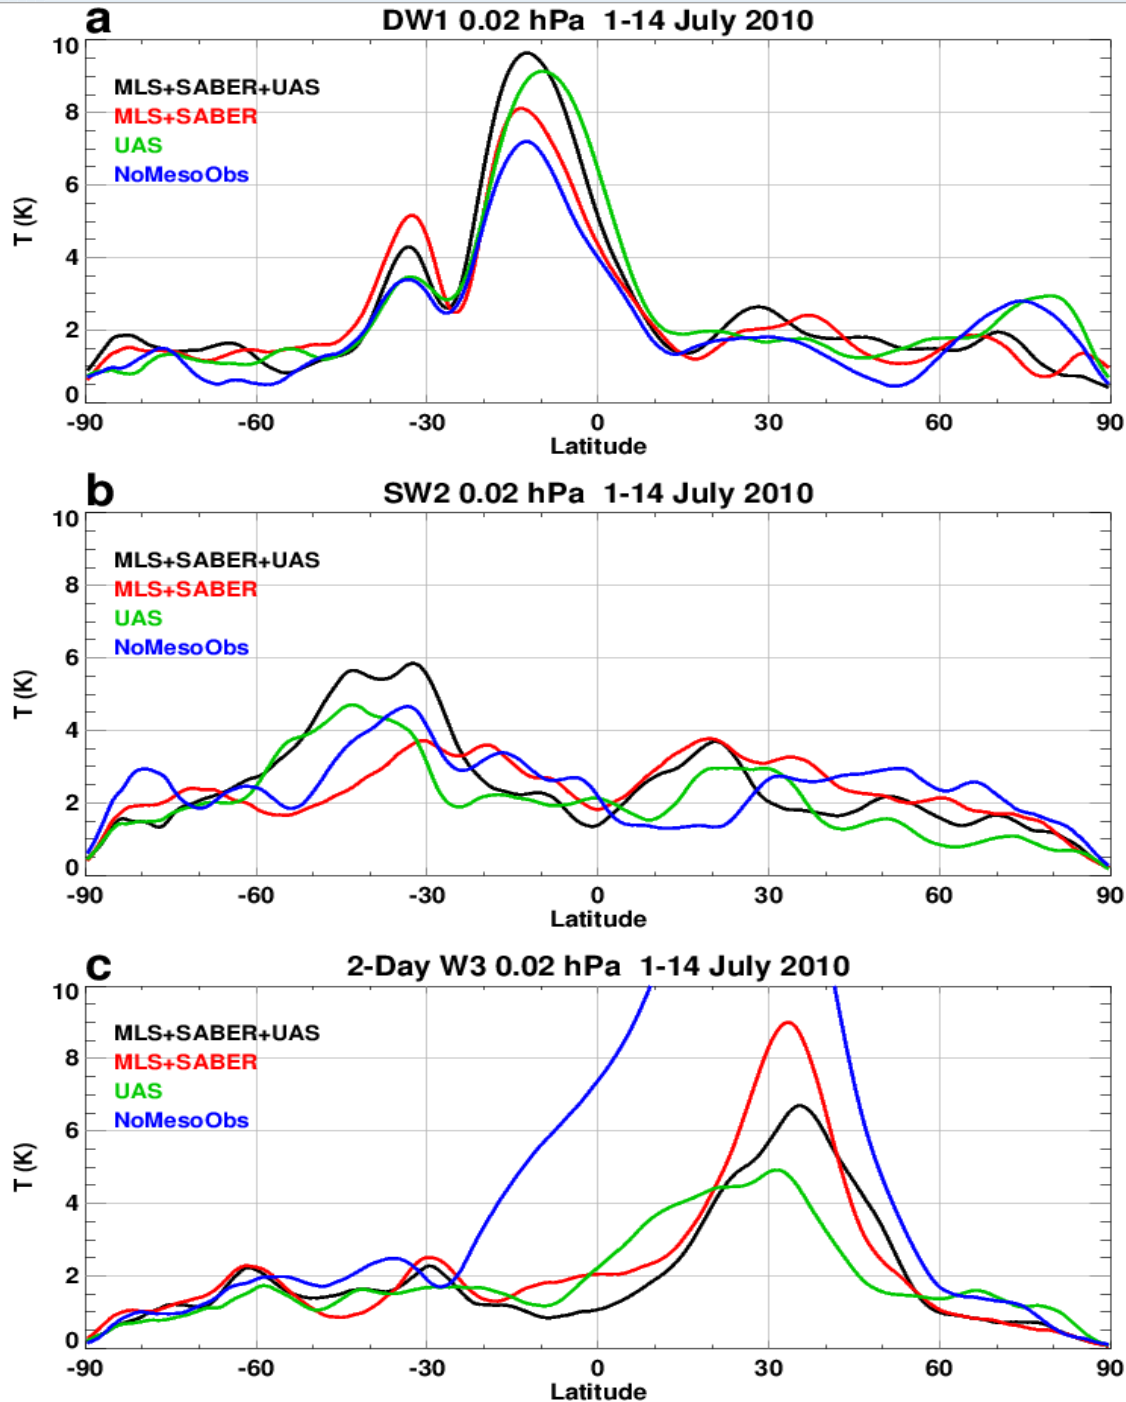 a
DW1 0.02 hPa  1-14 July 2010
10
MLS+SABER+UAS
8
MLS+SABER
UAS
NoMesoObs
6
T (K)
4
2
0
-90 -60 -30 0 30 60 90
Latitude
b
SW2 0.02 hPa  1-14 July 2010
10
MLS+SABER+UAS
8
MLS+SABER
UAS
NoMesoObs
6
T (K)
4
2
0
-90 -60 -30 0 30 60 90
Latitude
c
2-Day W3 0.02 hPa  1-14 July 2010
10
MLS+SABER+UAS
8
MLS+SABER
UAS
NoMesoObs
6
T (K)
4
2
0
-90 -60 -30 0 30 60 90
Latitude